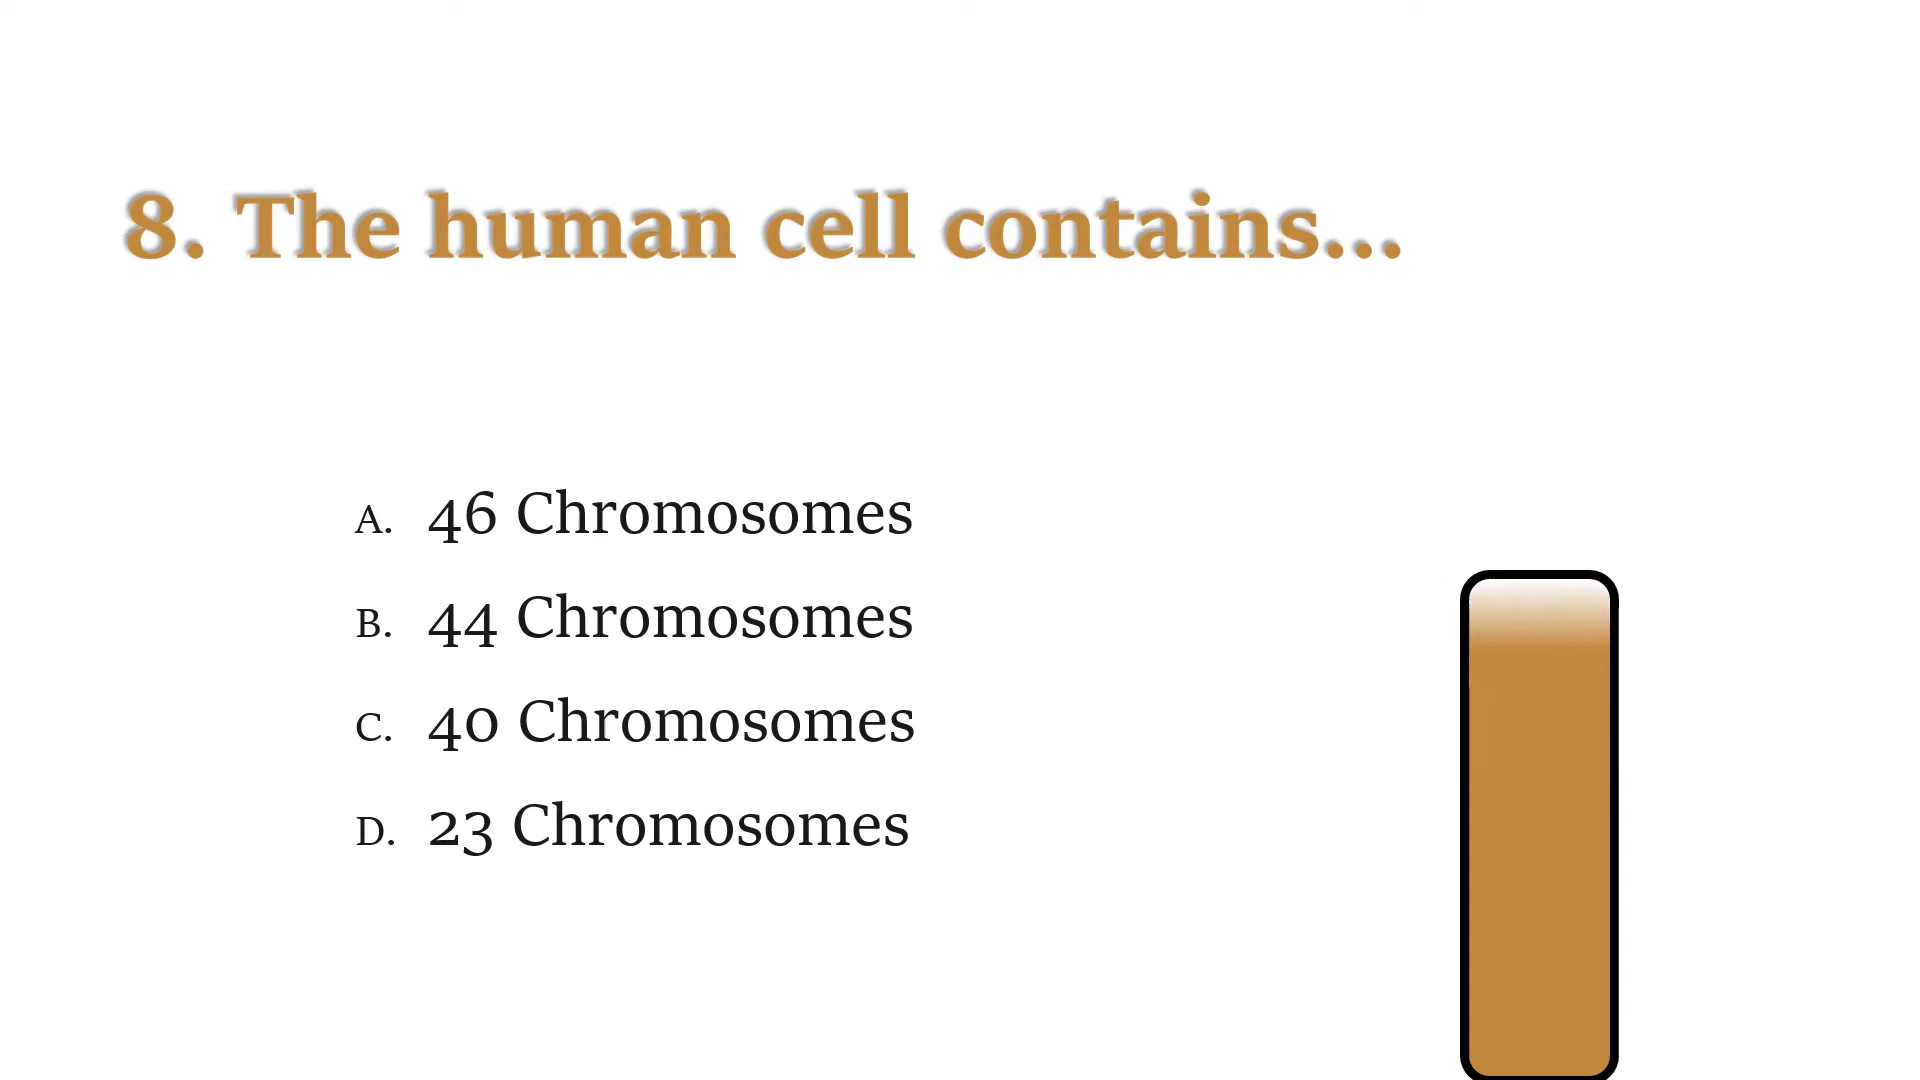 8. The human cell contains...
A. 46 Chromosomes
B. 44 Chromosomes
C. 40 Chromosomes
D. 23 Chromosomes